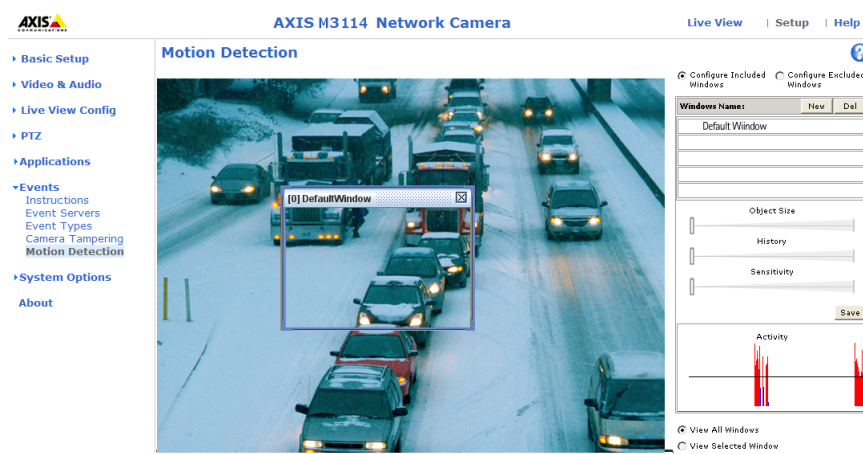 AXIS
COMMUNICATIONS
AXIS M3114 Network Camera
Live View | Setup | Help
Basic Setup
Video & Audio
Live View Config
PTZ
Applications
Events
Instructions
Event Servers
Event Types
Camera Tampering
Motion Detection
System Options
About
Motion Detection
?
Configure Included Windows
Configure Excluded Windows
Windows Name:
New
Del
Default Wiindow
[0] DefaultWindow
Object Size
History
Sensitivity
Save
Activity
View All Windows
View Selected Window